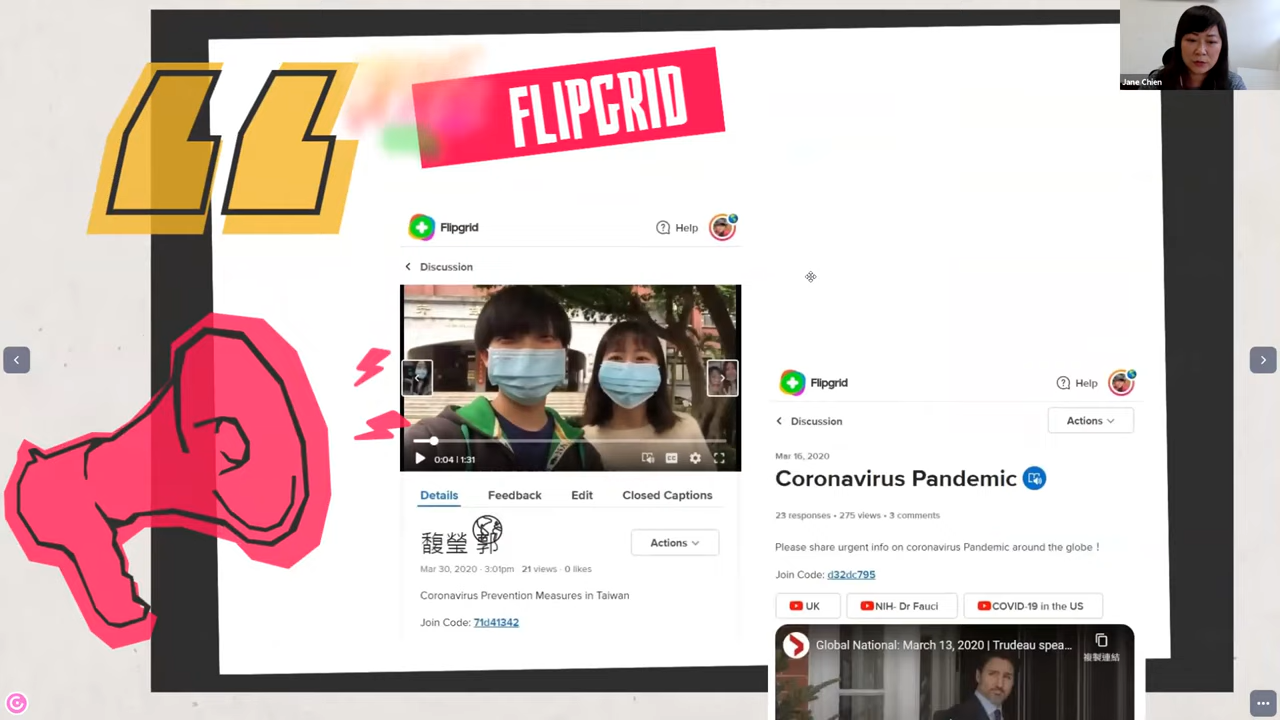 FLIPGRID
Jane Chien
Flipgrid
Help
Discussion
0:04 | 1:31
Details Feedback Edit Closed Captions
馥瑩 郭
Actions
Mar 30, 2020 • 3:01pm 21 views • 0 likes
Coronavirus Prevention Measures in Taiwan
Join Code: 71d41342
Flipgrid
Help
Discussion
Actions
Mar 16, 2020
Coronavirus Pandemic
23 responses • 275 views • 3 comments
Please share urgent info on coronavirus Pandemic around the globe !
Join Code: d32dc795
UK NIH- Dr Fauci COVID-19 in the US
Global National: March 13, 2020 | Trudeau spea...
複製連結